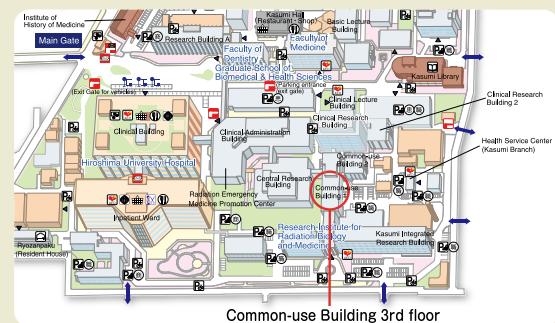 Institute of
History of Medicine
Main Gate
Research Building A
Kasumi Hall
(Restaurant · Shop)
Basic Lecture
Building
Faculty of
Medicine
Faculty of
Dentistry
Graduate School of
Biomedical & Health Sciences
Kasumi Library
(Exit Gate for vehicles)
(Parking entrance
/exit gate)
Clinical Lecture
Building
Clinical Research
Building 2
Clinical Research
Building
Clinical Building
Clinical Administration
Building
Health Service Center
(Kasumi Branch)
Hiroshima University Hospital
Common-use
Central Research
Building
Common-use
Building
Radiation Emergency
Medicine Promotion Center
Inpatient Ward
Research Institute for
Radiation Biology
and Medicine
Kasumi Integrated
Research Building
Ryozanpaku
(Resident House)
Common-use Building 3rd floor